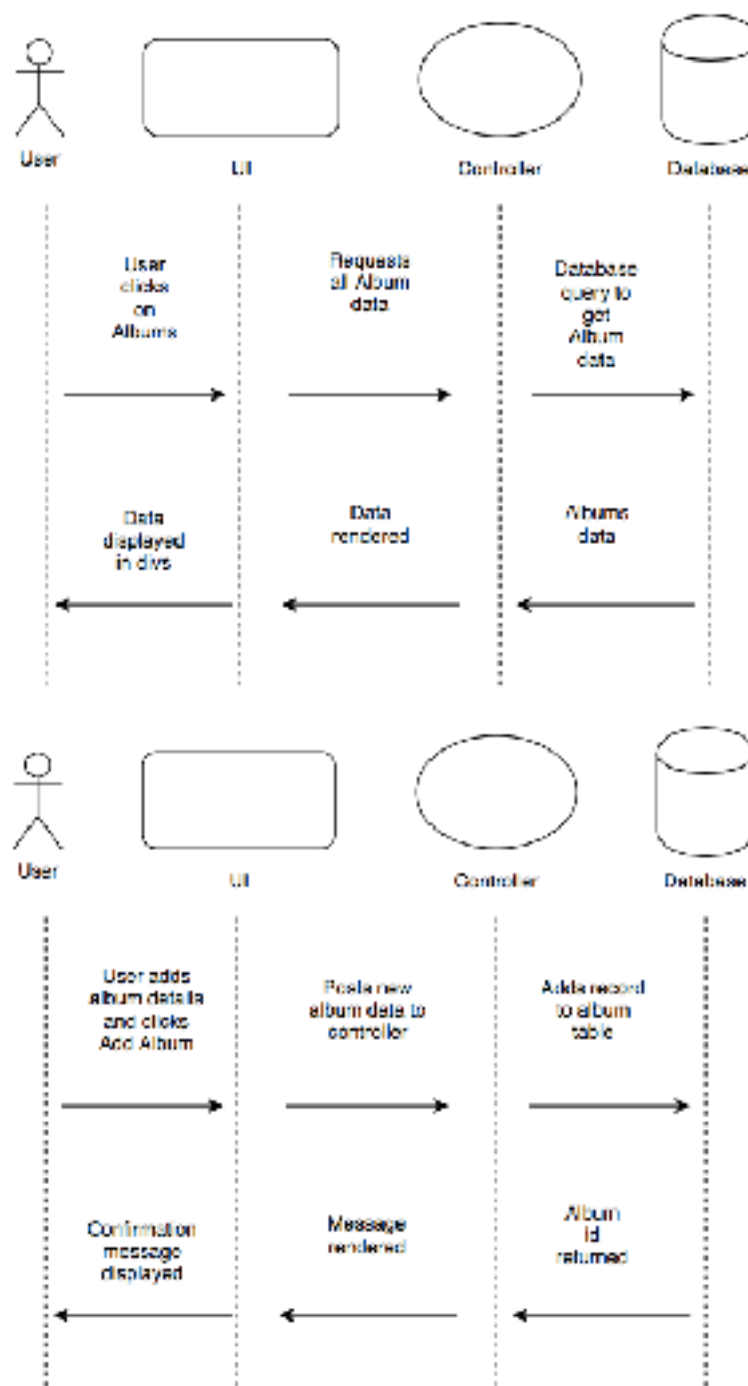 User
UI
Controller
Database
User
clicks
on
Albums
Requests
all Album
data
Database
query to
get
Album
data
Data
displayed
in divs
Data
rendered
Albums
data
User
UI
Controller
Database
User adds
album details
and clicks
Add Album
Posts new
album data to
controller
Adds record
to album
table
Confirmation
message
displayed
Message
rendered
Album
id
returned